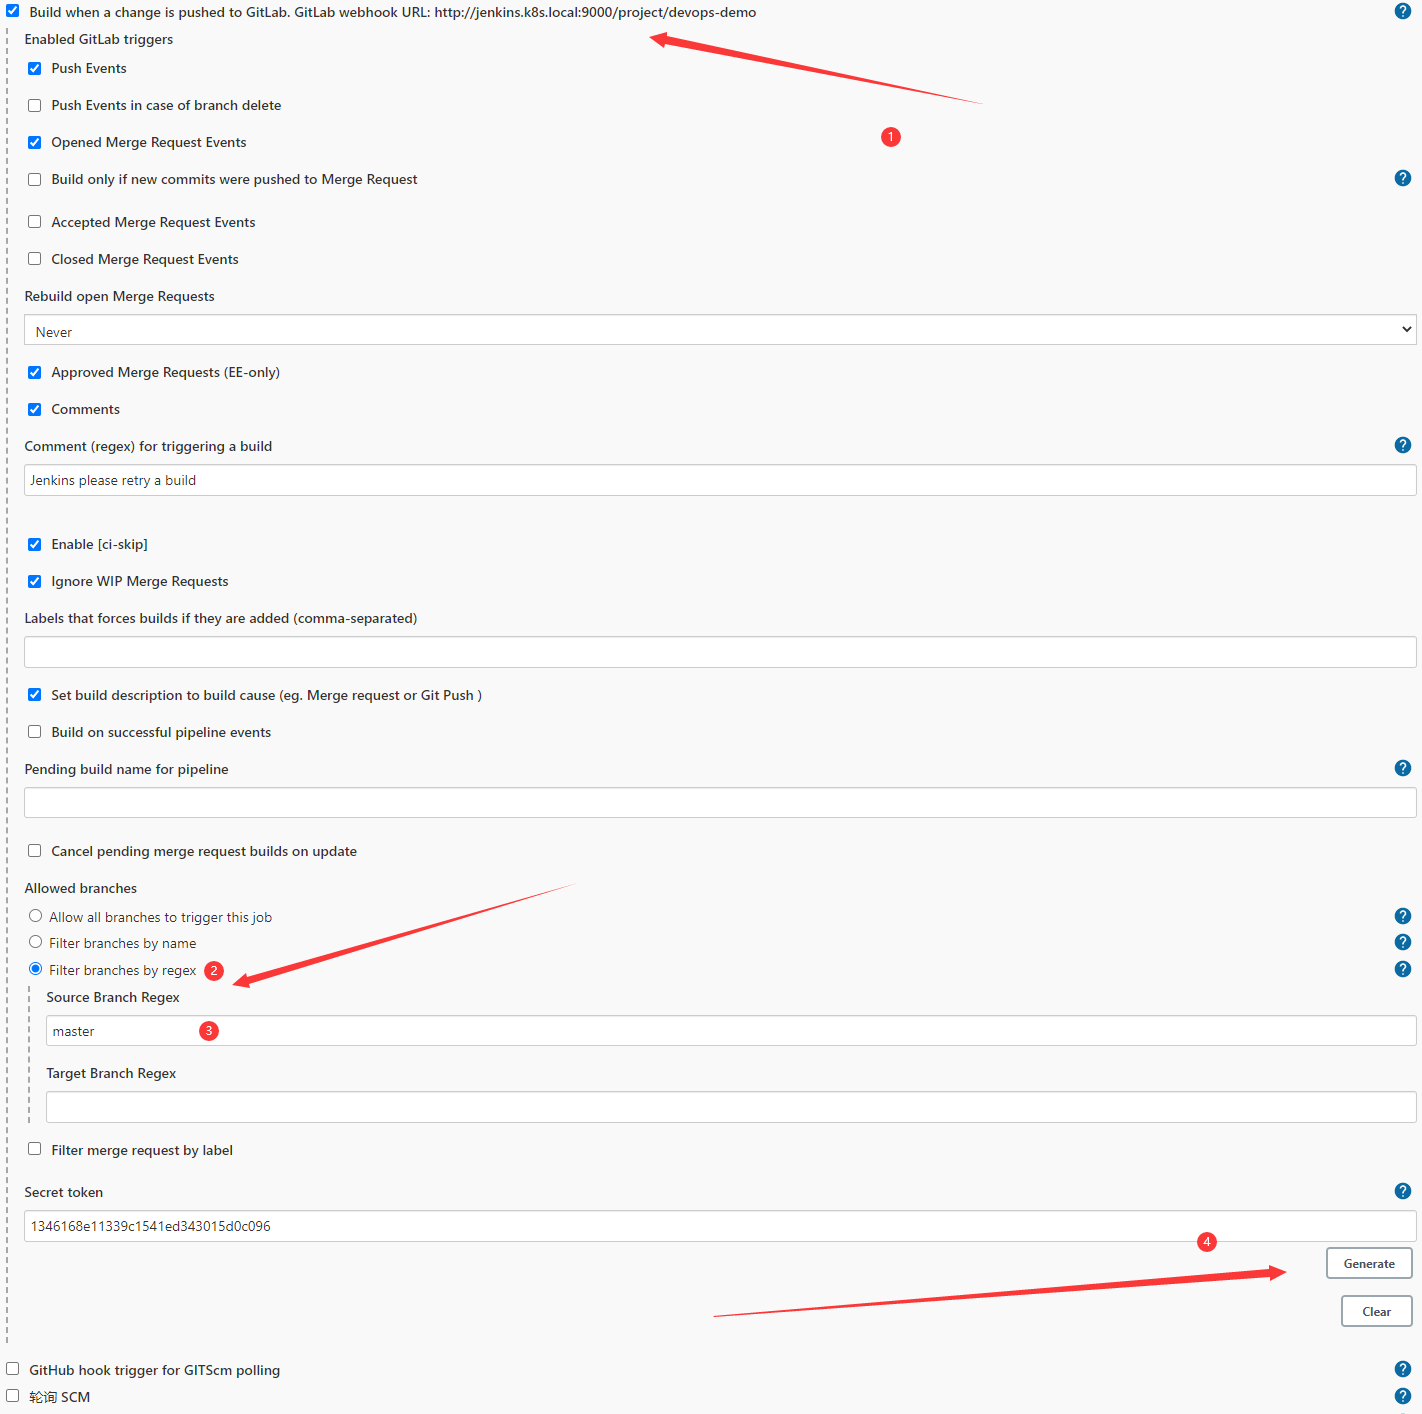 Build when a change is pushed to GitLab. GitLab webhook URL: http://jenkins.k8s.local:9000/project/devops-demo
Enabled GitLab triggers
Push Events
Push Events in case of branch delete
1
Opened Merge Request Events
Build only if new commits were pushed to Merge Request
Accepted Merge Request Events
Closed Merge Request Events
Rebuild open Merge Requests
Never
Approved Merge Requests (EE-only)
Comments
Comment (regex) for triggering a build
Jenkins please retry a build
Enable [ci-skip]
Ignore WIP Merge Requests
Labels that forces builds if they are added (comma-separated)
Set build description to build cause (eg. Merge request or Git Push )
Build on successful pipeline events
Pending build name for pipeline
Cancel pending merge request builds on update
Allowed branches
Allow all branches to trigger this job
Filter branches by name
Filter branches by regex 2
Source Branch Regex
master 3
Target Branch Regex
Filter merge request by label
Secret token
1346168e11339c1541ed343015d0c096
4
Generate
Clear
GitHub hook trigger for GITScm polling
轮询 SCM